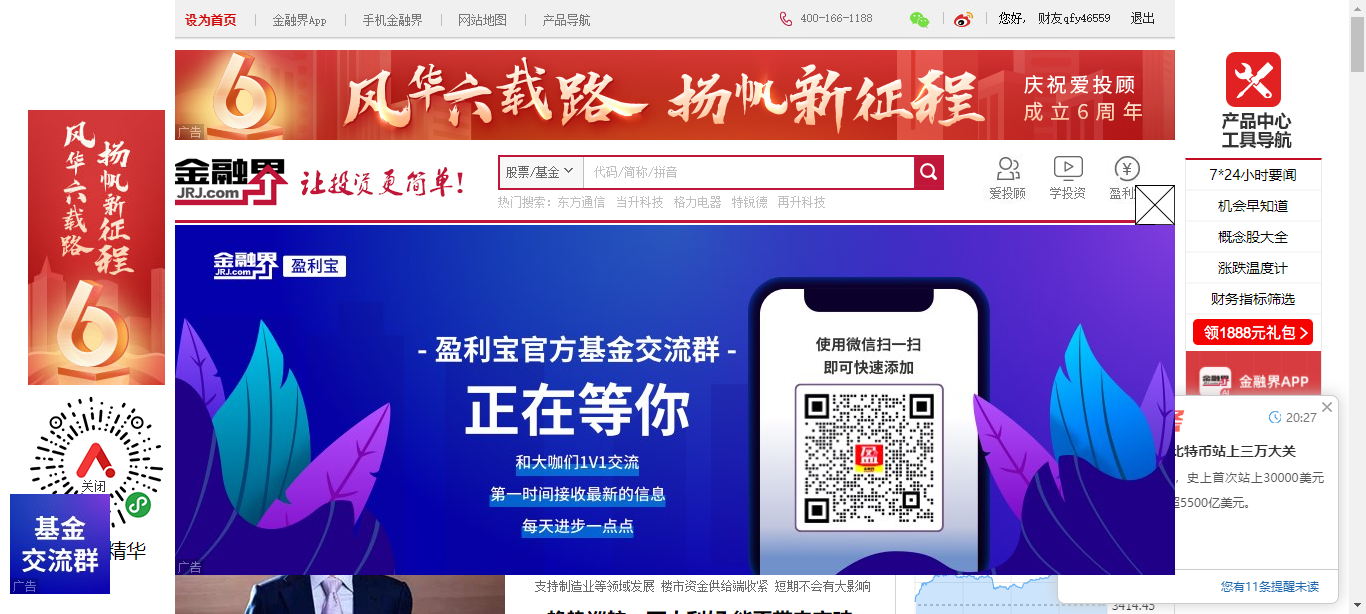 设为首页
金融界App
手机金融界
网站地图
产品导航
400-166-1188
您好, 财友qfy46559
退出
风华六载路 扬帆新征程
庆祝爱投顾
成立6周年
广告
金融界
JRJ.com
让投资更简单!
股票/基金
代码/简称/拼音
热门搜索: 东方通信 当升科技 格力电器 特锐德 再升科技
爱投顾
学投资
盈利
扬帆新征程
风华六载路
关闭
基金
交流群
广告
精华
金融界
JRJ.com
盈利宝
- 盈利宝官方基金交流群 -
正在等你
和大咖们1V1交流
第一时间接收最新的信息
每天进步一点点
使用微信扫一扫
即可快速添加
盈
广告
产品中心
工具导航
7*24小时要闻
机会早知道
概念股大全
涨跌温度计
财务指标筛选
领1888元礼包
金融界APP
20:27
比特币站上三万大关
，史上首次站上30000美元
超5500亿美元。
您有11条提醒未读
支持制造业等领域发展 楼市资金供给端收紧 短期不会有大影响
3414.45